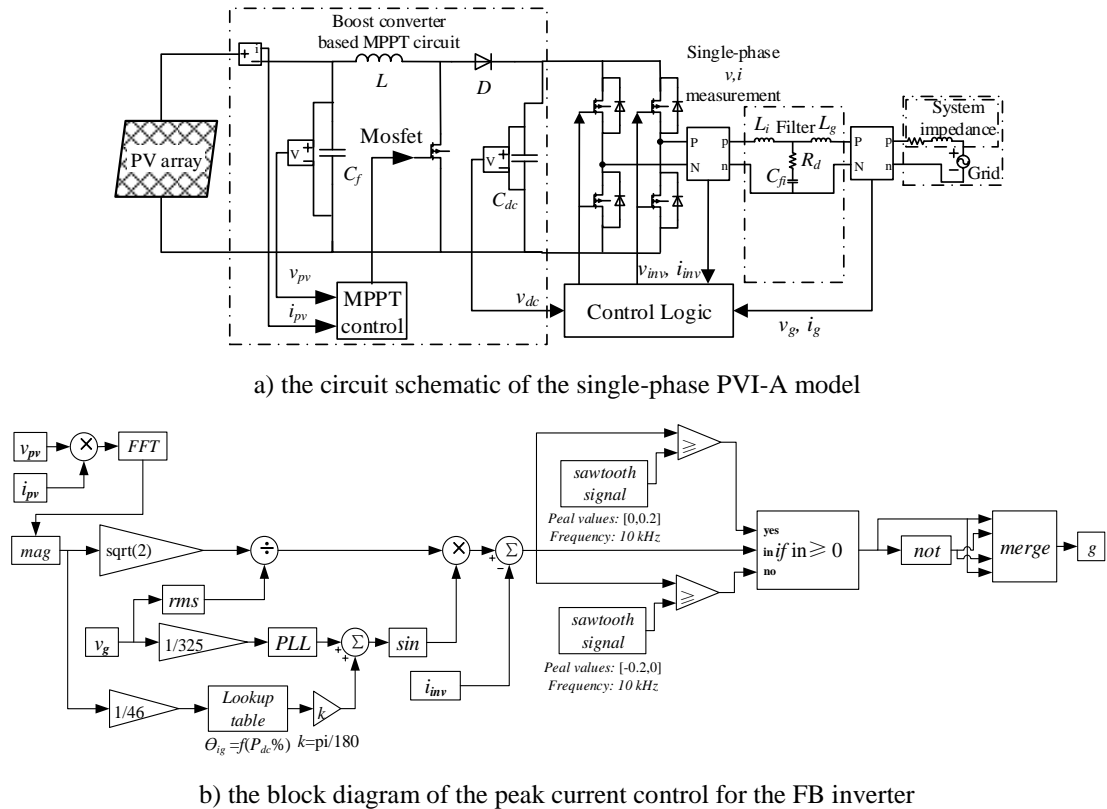 Boost converter
based MPPT circuit
i
L
D
PV array
V
C_f
Mosfet
V
C_dc
Single-phase
v,i
measurement
P
p
N
n
L_i Filter L_g
R_d
C_fi
P
p
N
n
System
impedance
Grid
v_pv
i_pv
MPPT
control
v_dc
v_inv, i_inv
Control Logic
v_g, i_g
a) the circuit schematic of the single-phase PVI-A model
v_pv
×
FFT
i_pv
mag
sqrt(2)
÷
×
Σ
rms
v_g
1/325
PLL
Σ
sin
i_inv
1/46
Lookup
table
k
Θ_ig =f(P_dc%) k=pi/180
≥
sawtooth
signal
Peal values: [0,0.2]
Frequency: 10 kHz
≥
sawtooth
signal
Peal values: [-0.2,0]
Frequency: 10 kHz
yes
in if in ≥ 0
no
not
merge
g
b) the block diagram of the peak current control for the FB inverter